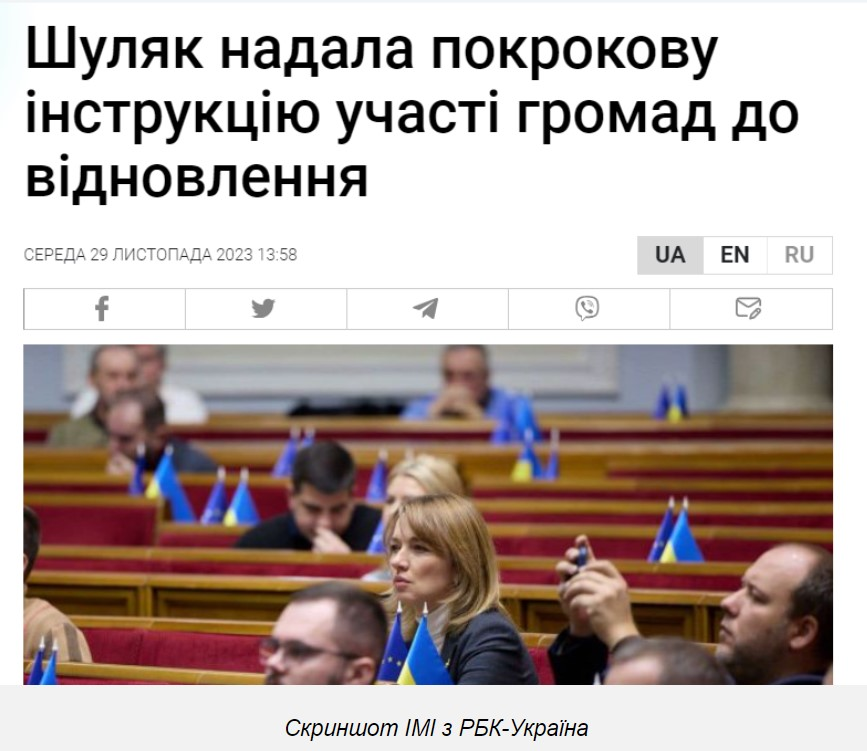 Шуляк надала покрокову
інструкцію участі громад до
відновлення
СЕРЕДА 29 ЛИСТОПАДА 2023 13:58
UA EN RU
Скриншот ІМІ з РБК-Україна